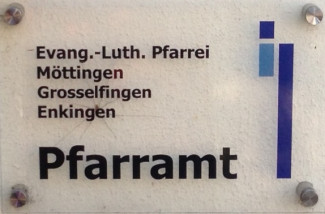 Evang.-Luth. Pfarrei
Möttingen
Grosselfingen
Enkingen
Pfarramt